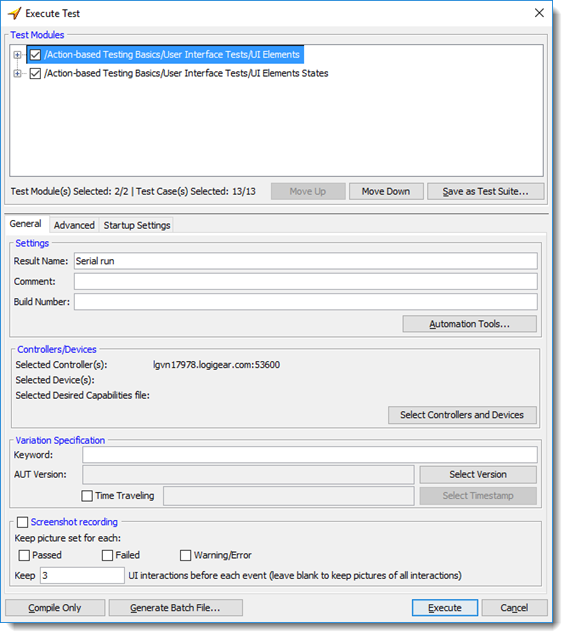 Execute Test
Test Modules
/Action-based Testing Basics/User Interface Tests/UI Elements
/Action-based Testing Basics/User Interface Tests/UI Elements States
Test Module(s) Selected: 2/2 | Test Case(s) Selected: 13/13 Move Up Move Down Save as Test Suite...
General Advanced Startup Settings
Settings
Result Name: Serial run
Comment:
Build Number:
Automation Tools...
Controllers/Devices
Selected Controller(s): lgvn17978.logigear.com:53600
Selected Device(s):
Selected Desired Capabilities file:
Select Controllers and Devices
Variation Specification
Keyword:
AUT Version: Select Version
Time Traveling Select Timestamp
Screenshot recording
Keep picture set for each:
Passed Failed Warning/Error
Keep 3 UI interactions before each event (leave blank to keep pictures of all interactions)
Compile Only Generate Batch File... Execute Cancel